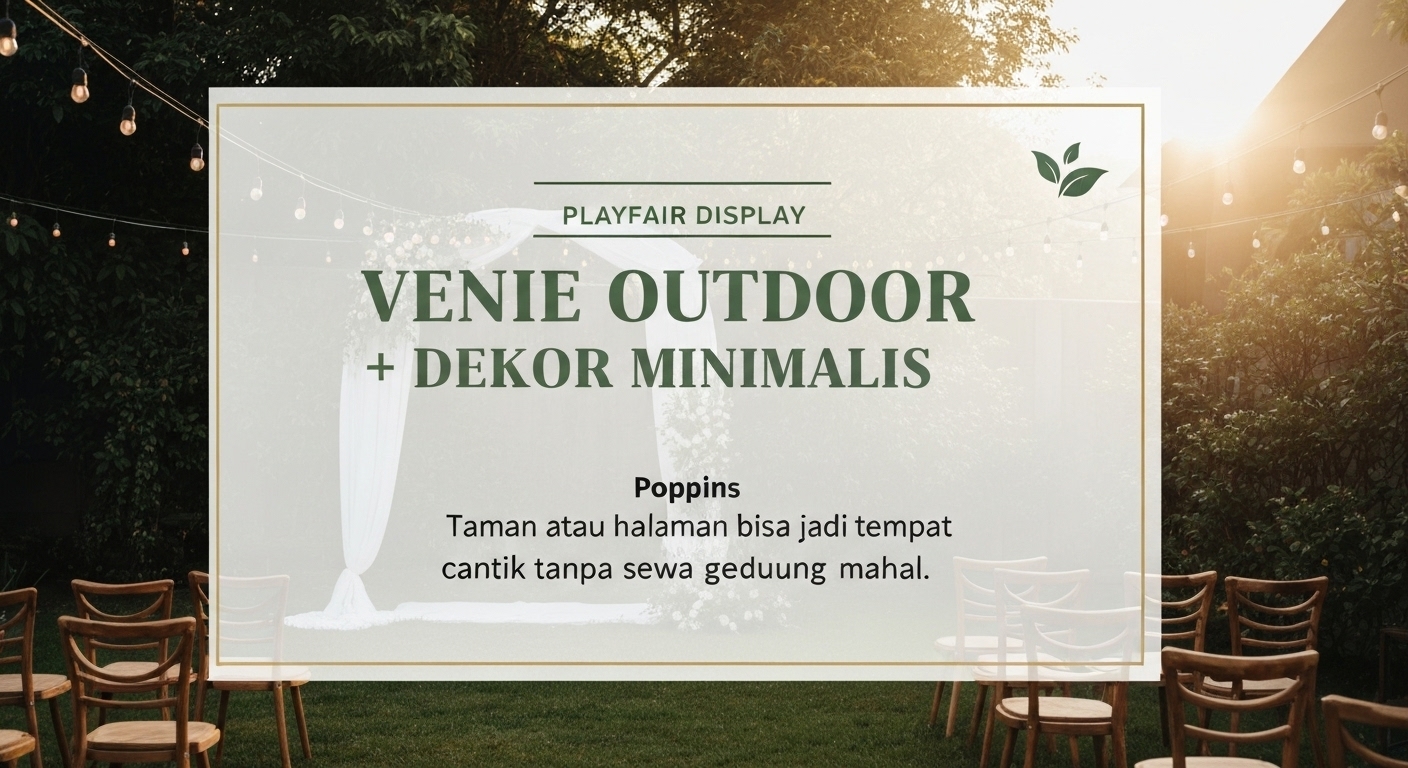 PLAYFAIR DISPLAY
VENIE OUTDOOR
+ DEKOR MINIMALIS
Poppins
Taman atau halaman bisa jadi tempat
cantik tanpa sewa geduung mahal.